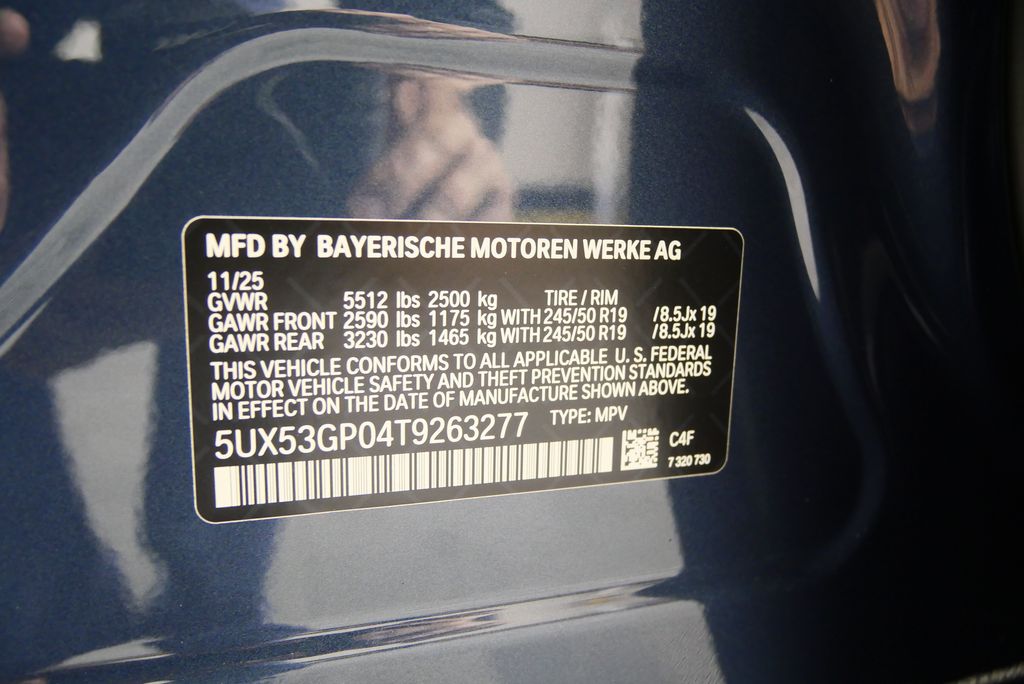 MFD BY BAYERISCHE MOTOREN WERKE AG
11/25
GVWR 5512 lbs 2500 kg TIRE / RIM
GAWR FRONT 2590 lbs 1175 kg WITH 245/50 R19 /8.5Jx 19
GAWR REAR 3230 lbs 1465 kg WITH 245/50 R19 /8.5Jx 19
THIS VEHICLE CONFORMS TO ALL APPLICABLE U. S. FEDERAL
MOTOR VEHICLE SAFETY AND THEFT PREVENTION STANDARDS
IN EFFECT ON THE DATE OF MANUFACTURE SHOWN ABOVE.
5UX53GP04T9263277 TYPE: MPV
C4F
7 320 730